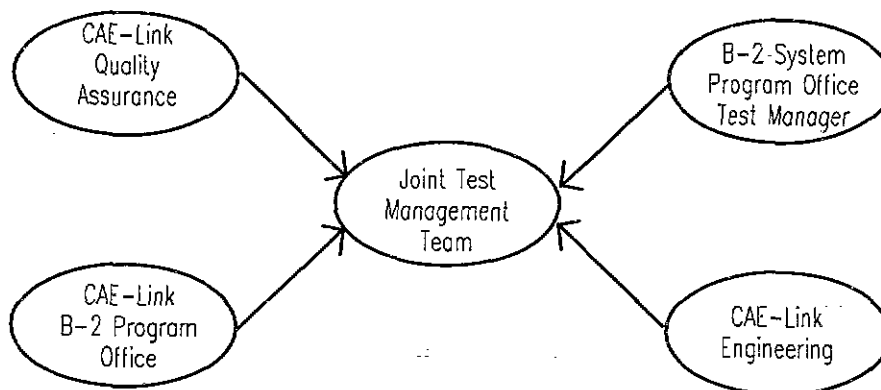 CAE-Link
Quality
Assurance
B-2 System
Program Office
Test Manager
Joint Test
Management
Team
CAE-Link
B-2 Program
Office
CAE-Link
Engineering